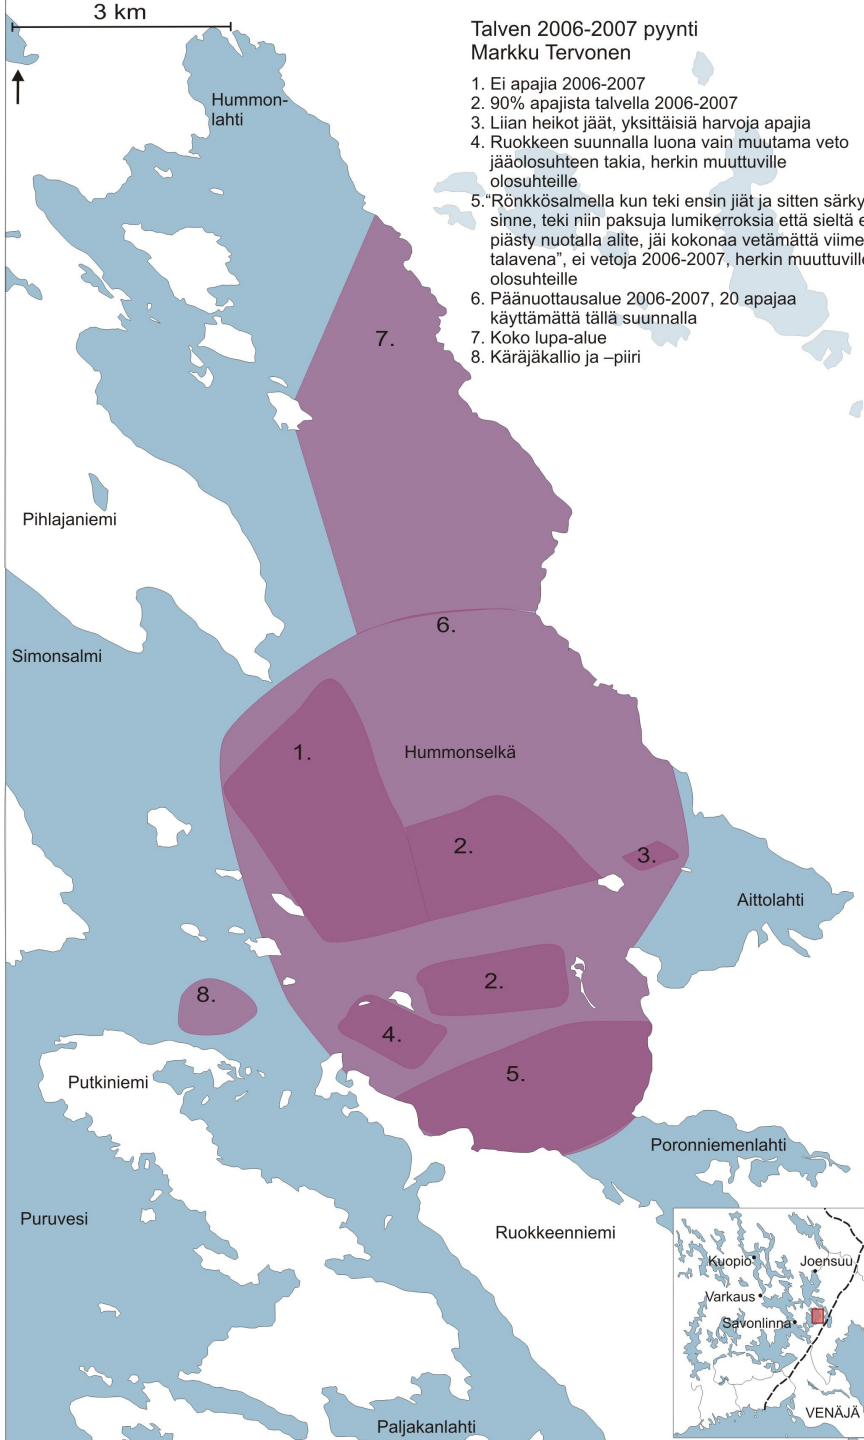 3 km
Talven 2006-2007 pyynti
Markku Tervonen
1. Ei apajia 2006-2007
2. 90% apajista talvella 2006-2007
3. Liian heikot jäät, yksittäisiä harvoja apajia
4. Ruokkeen suunnalla luona vain muutama veto
jääolosuhteen takia, herkin muuttuville
olosuhteille
5."Rönkkösalmella kun teki ensin jiät ja sitten särky
sinne, teki niin paksuja lumikerroksia että sieltä e
piästy nuotalla alite, jäi kokonaa vetämättä viime
talavena", ei vetoja 2006-2007, herkin muuttuville
olosuhteille
6. Päänuottausalue 2006-2007, 20 apajaa
käyttämättä tällä suunnalla
7. Koko lupa-alue
8. Käräjäkallio ja –piiri
Hummon-
lahti
7.
Pihlajaniemi
6.
Simonsalmi
1.
Hummonselkä
2.
3.
Aittolahti
2.
8.
4.
5.
Putkiniemi
Poronniemenlahti
Puruvesi
Ruokkeenniemi
Kuopio
Joensuu
Varkaus
Savonlinna
VENÄJÄ
Paljakanlahti